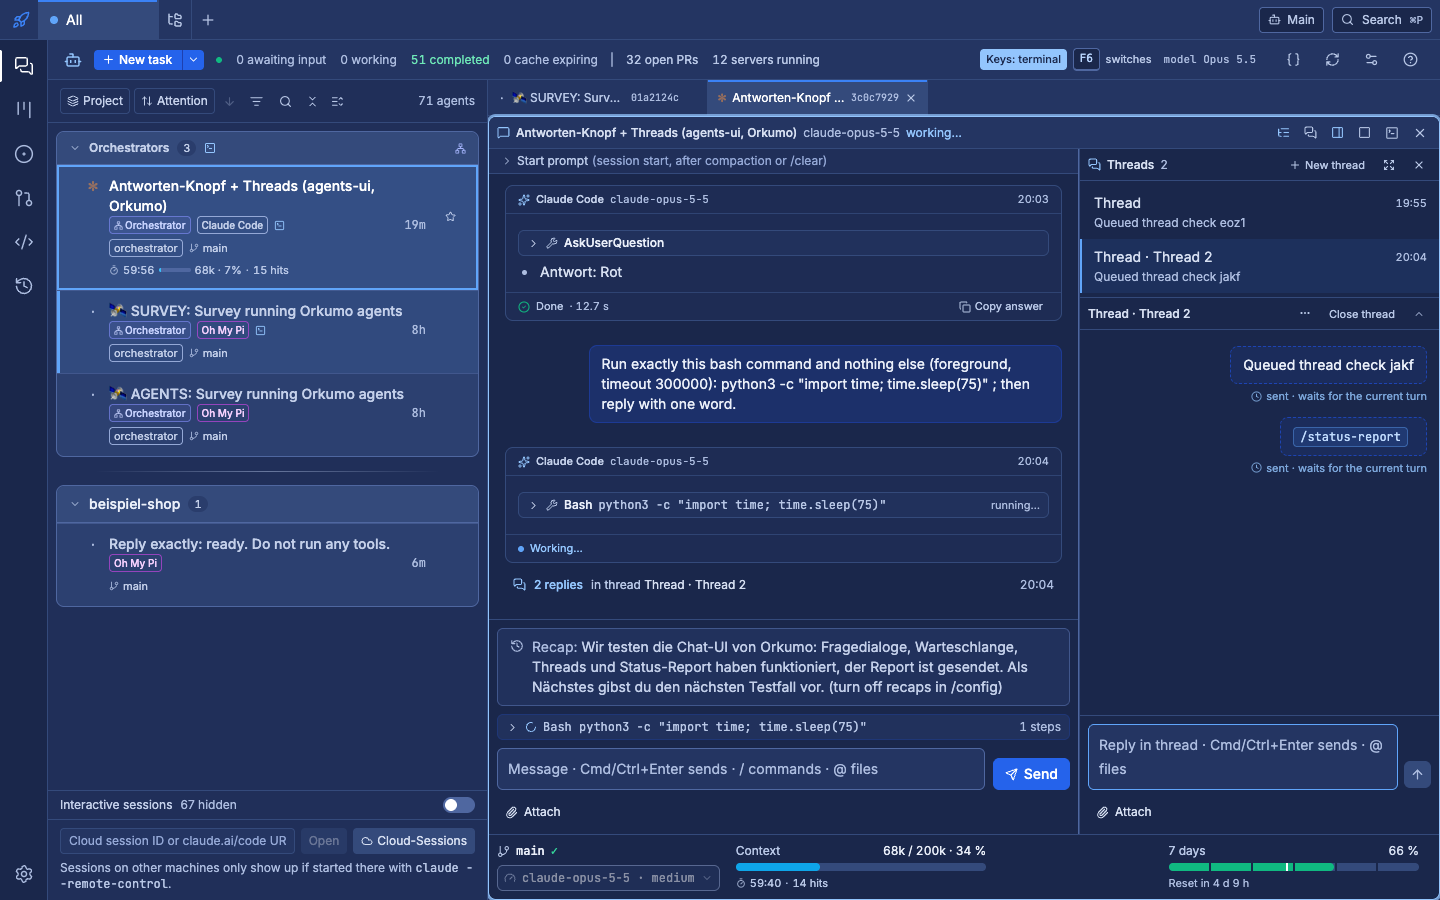 All
Main
Search ⌘P
+ New task
0 awaiting input
0 working
51 completed
0 cache expiring
32 open PRs
12 servers running
Keys: terminal
F6
switches
model Opus 5.5
Project
Attention
71 agents
Orchestrators 3
Antworten-Knopf + Threads (agents-ui,
Orkumo)
Orchestrator
Claude Code
19m
orchestrator
main
59:56
68k · 7% · 15 hits
SURVEY: Survey running Orkumo agents
Orchestrator
Oh My Pi
8h
orchestrator
main
AGENTS: Survey running Orkumo agents
Orchestrator
Oh My Pi
8h
orchestrator
main
beispiel-shop 1
Reply exactly: ready. Do not run any tools.
Oh My Pi
6m
main
Interactive sessions 67 hidden
Cloud session ID or claude.ai/code UR
Open
Cloud-Sessions
Sessions on other machines only show up if started there with claude -
-remote-control.
SURVEY: Surv... 01a2124c
Antworten-Knopf ... 3c0c7929
Antworten-Knopf + Threads (agents-ui, Orkumo) claude-opus-5-5 working...
Start prompt (session start, after compaction or /clear)
Claude Code claude-opus-5-5 20:03
AskUserQuestion
• Antwort: Rot
Done · 12.7 s
Copy answer
Run exactly this bash command and nothing else (foreground,
timeout 300000): python3 -c "import time; time.sleep(75)" ; then
reply with one word.
Claude Code claude-opus-5-5 20:04
Bash python3 -c "import time; time.sleep(75)" running...
Working...
2 replies in thread Thread · Thread 2 20:04
Recap: Wir testen die Chat-UI von Orkumo: Fragedialoge, Warteschlange,
Threads und Status-Report haben funktioniert, der Report ist gesendet. Als
Nächstes gibst du den nächsten Testfall vor. (turn off recaps in /config)
Bash python3 -c "import time; time.sleep(75)" 1 steps
Message · Cmd/Ctrl+Enter sends · / commands · @ files
Send
Attach
main ✓
claude-opus-5-5 · medium
Context 68k / 200k · 34 %
59:40 · 14 hits
7 days 66 %
Reset in 4 d 9 h
Threads 2
+ New thread
Thread 19:55
Queued thread check eoz1
Thread · Thread 2 20:04
Queued thread check jakf
Thread · Thread 2
Close thread
Queued thread check jakf
sent · waits for the current turn
/status-report
sent · waits for the current turn
Reply in thread · Cmd/Ctrl+Enter sends · @
files
Attach